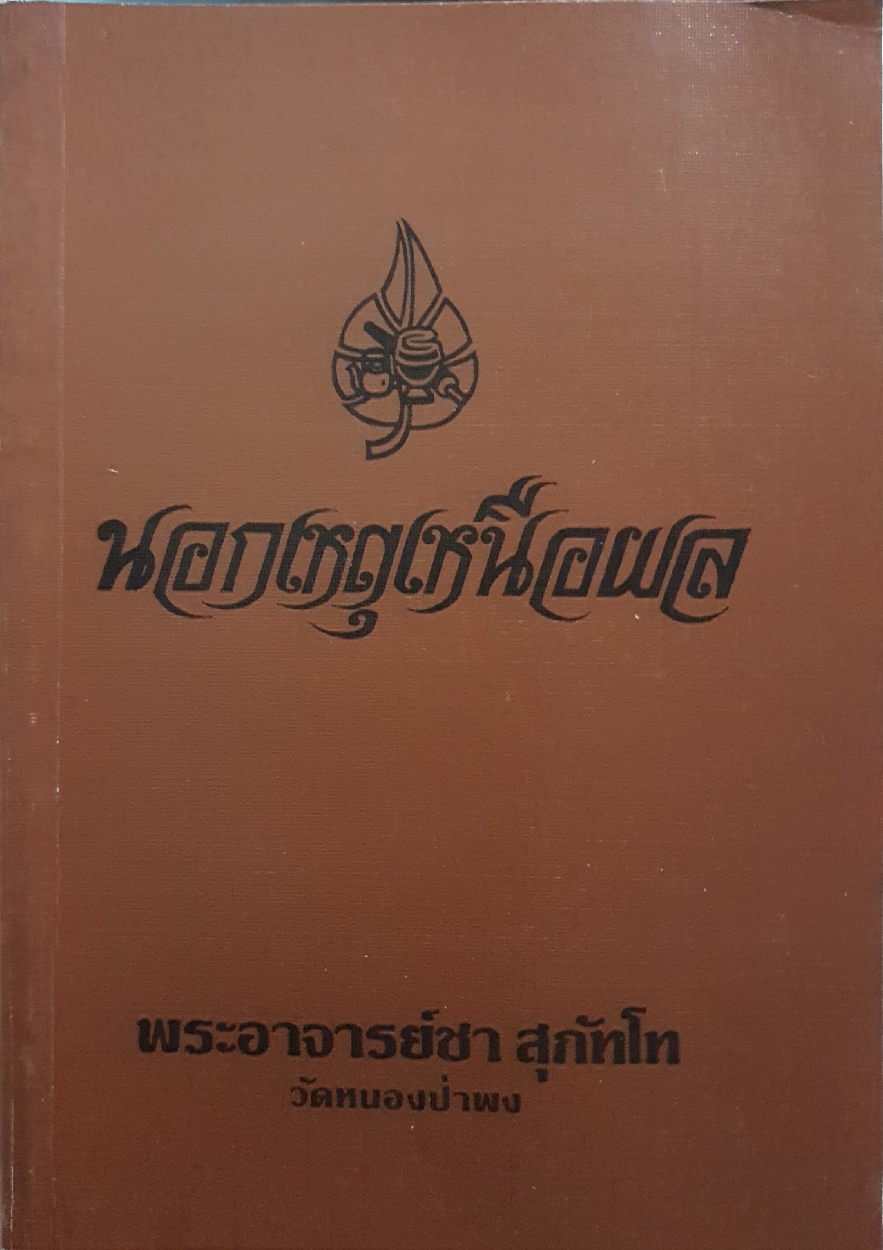 นอกเหตุเหนือผล
พระอาจารย์ชา สุภัทโท
วัดหนองป่าพง